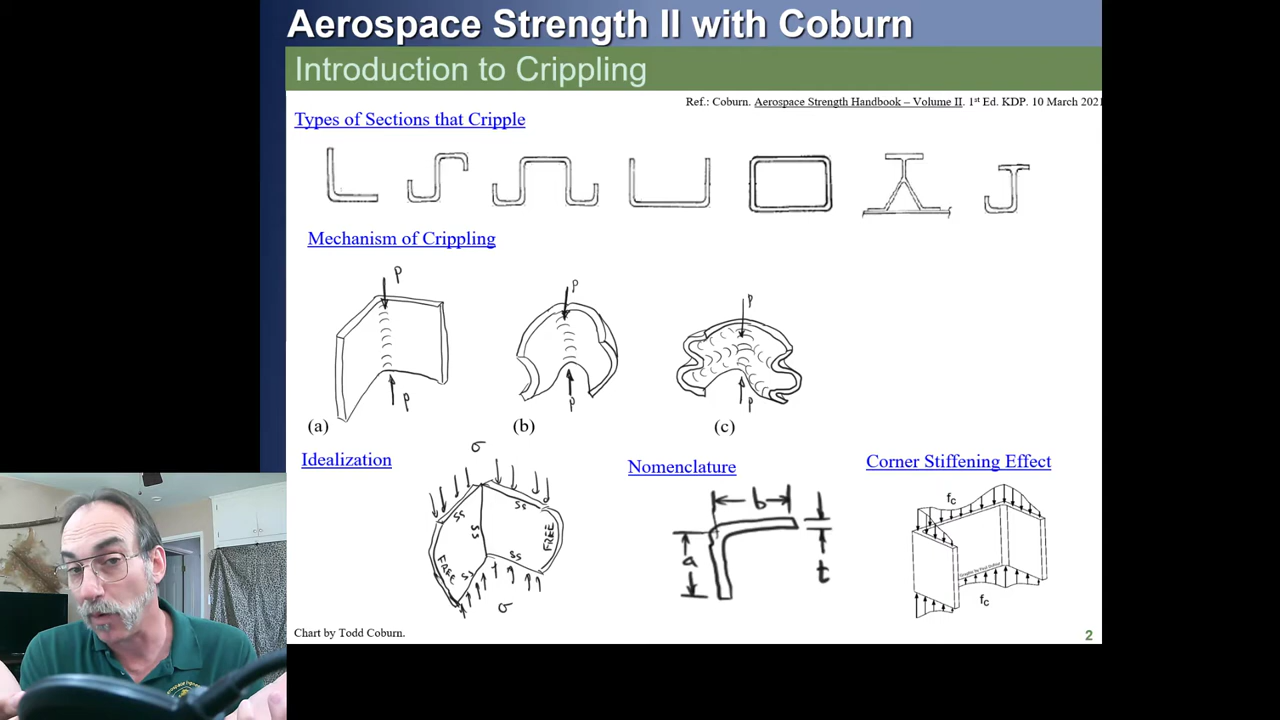 Aerospace Strength II with Coburn
Introduction to Crippling
Ref.: Coburn. Aerospace Strength Handbook – Volume II. 1st Ed. KDP. 10 March 2021
Types of Sections that Cripple
Mechanism of Crippling
P
P
P
P
P
P
(a)
(b)
(c)
Idealization
Nomenclature
Corner Stiffening Effect
σ
SS
SS
SS
FREE
FREE
SS
SS
σ
b
a
t
fc
fc
Chart by Todd Coburn.
2